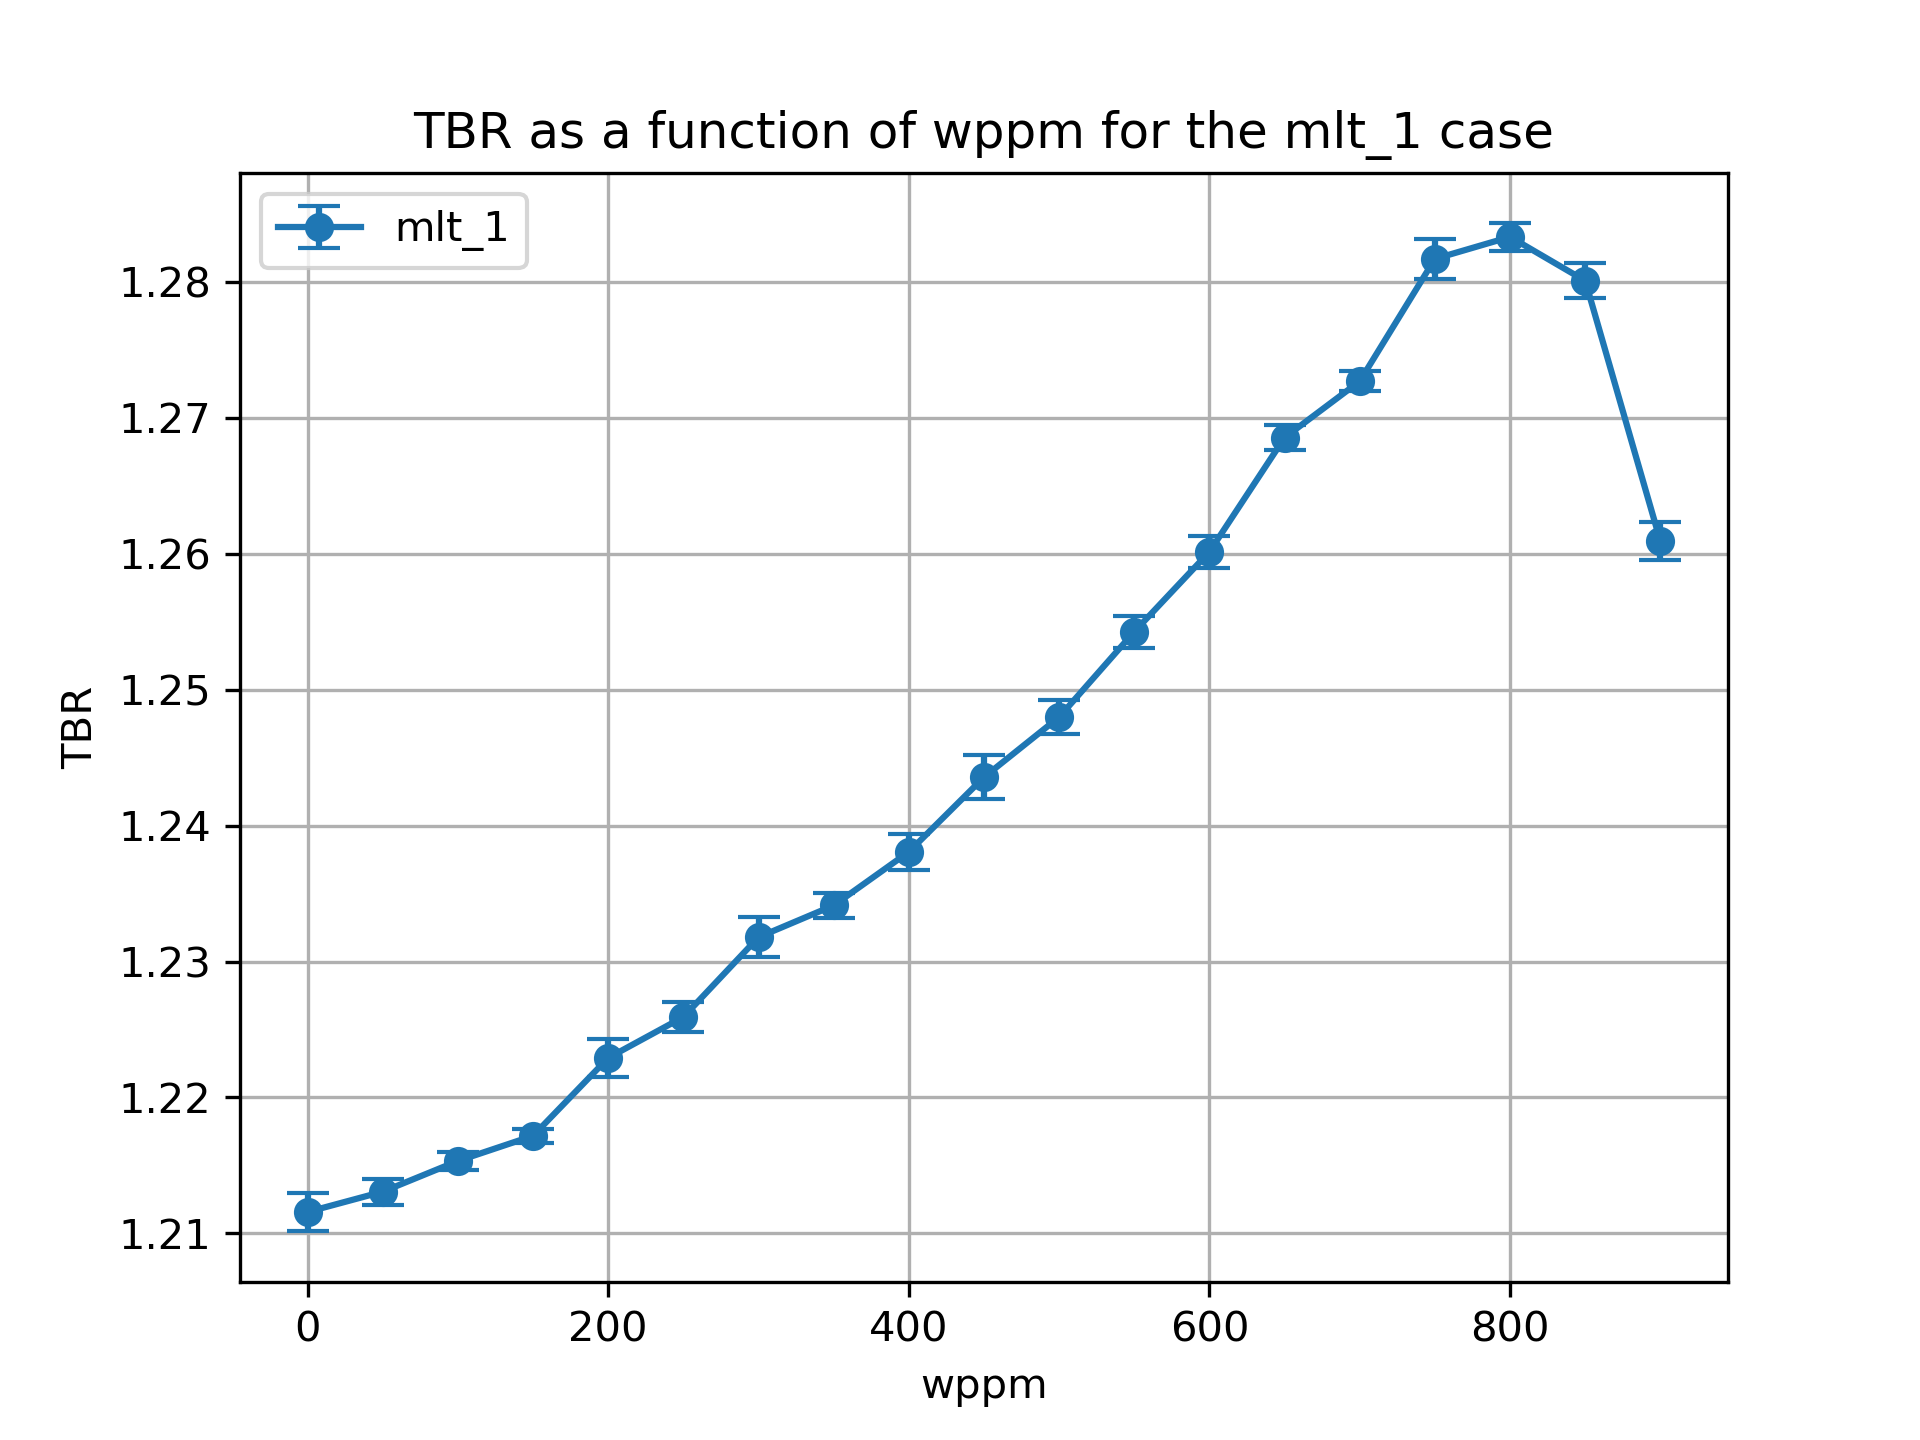 TBR as a function of wppm for the mlt_1 case
mlt_1
1.28
1.27
1.26
1.25
1.24
1.23
1.22
1.21
TBR
0 200 400 600 800
wppm